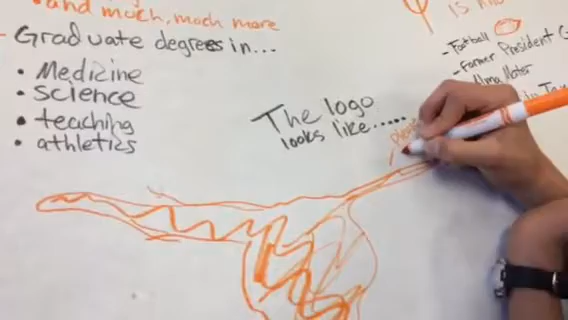 and much, much more
Graduate degrees in...
• Medicine
• science
• teaching
• athletics
The logo
looks like.....
- Football
- Former President G
Alma Mater